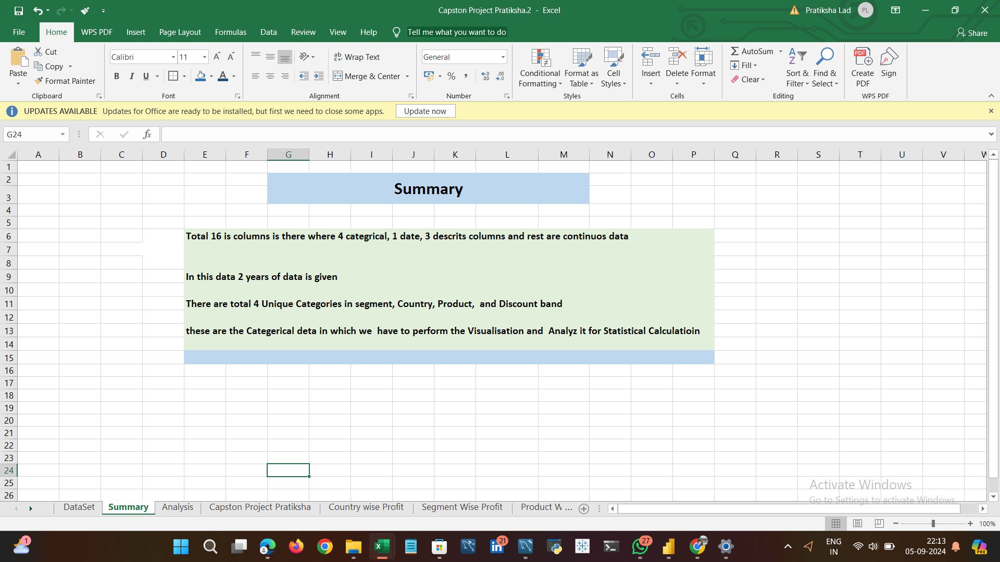 Capston Project Pratiksha.2 - Excel
Pratiksha Lad
PL
File Home WPS PDF Insert Page Layout Formulas Data Review View Help Tell me what you want to do
Share
Paste
Cut
Copy
Format Painter
Clipboard
Calibri 11
B I U
Font
ab Wrap Text
Merge & Center
Alignment
General
Number
Conditional Formatting
Format as Table
Cell Styles
Styles
Insert Delete Format
Cells
AutoSum
Fill
Clear
Sort & Filter
Find & Select
Editing
Create PDF
Sign
WPS PDF
UPDATES AVAILABLE Updates for Office are ready to be installed, but first we need to close some apps. Update now
G24
fx
A B C D E F G H I J K L M N O P Q R S T U V W
1
2
3
4
5
6
7
8
9
10
11
12
13
14
15
16
17
18
19
20
21
22
23
24
25
26
Summary
Total 16 is columns is there where 4 categrical, 1 date, 3 descrits columns and rest are continuos data
In this data 2 years of data is given
There are total 4 Unique Categories in segment, Country, Product,  and Discount band
these are the Categerical deta in which we  have to perform the Visualisation and  Analyz it for Statistical Calculatioin
Activate Windows
Go to Settings to activate Windows.
DataSet Summary Analysis Capston Project Pratiksha Country wise Profit Segment Wise Profit Product W ...
100%
1
21
27
ENG
IN
22:13
05-09-2024
PRE